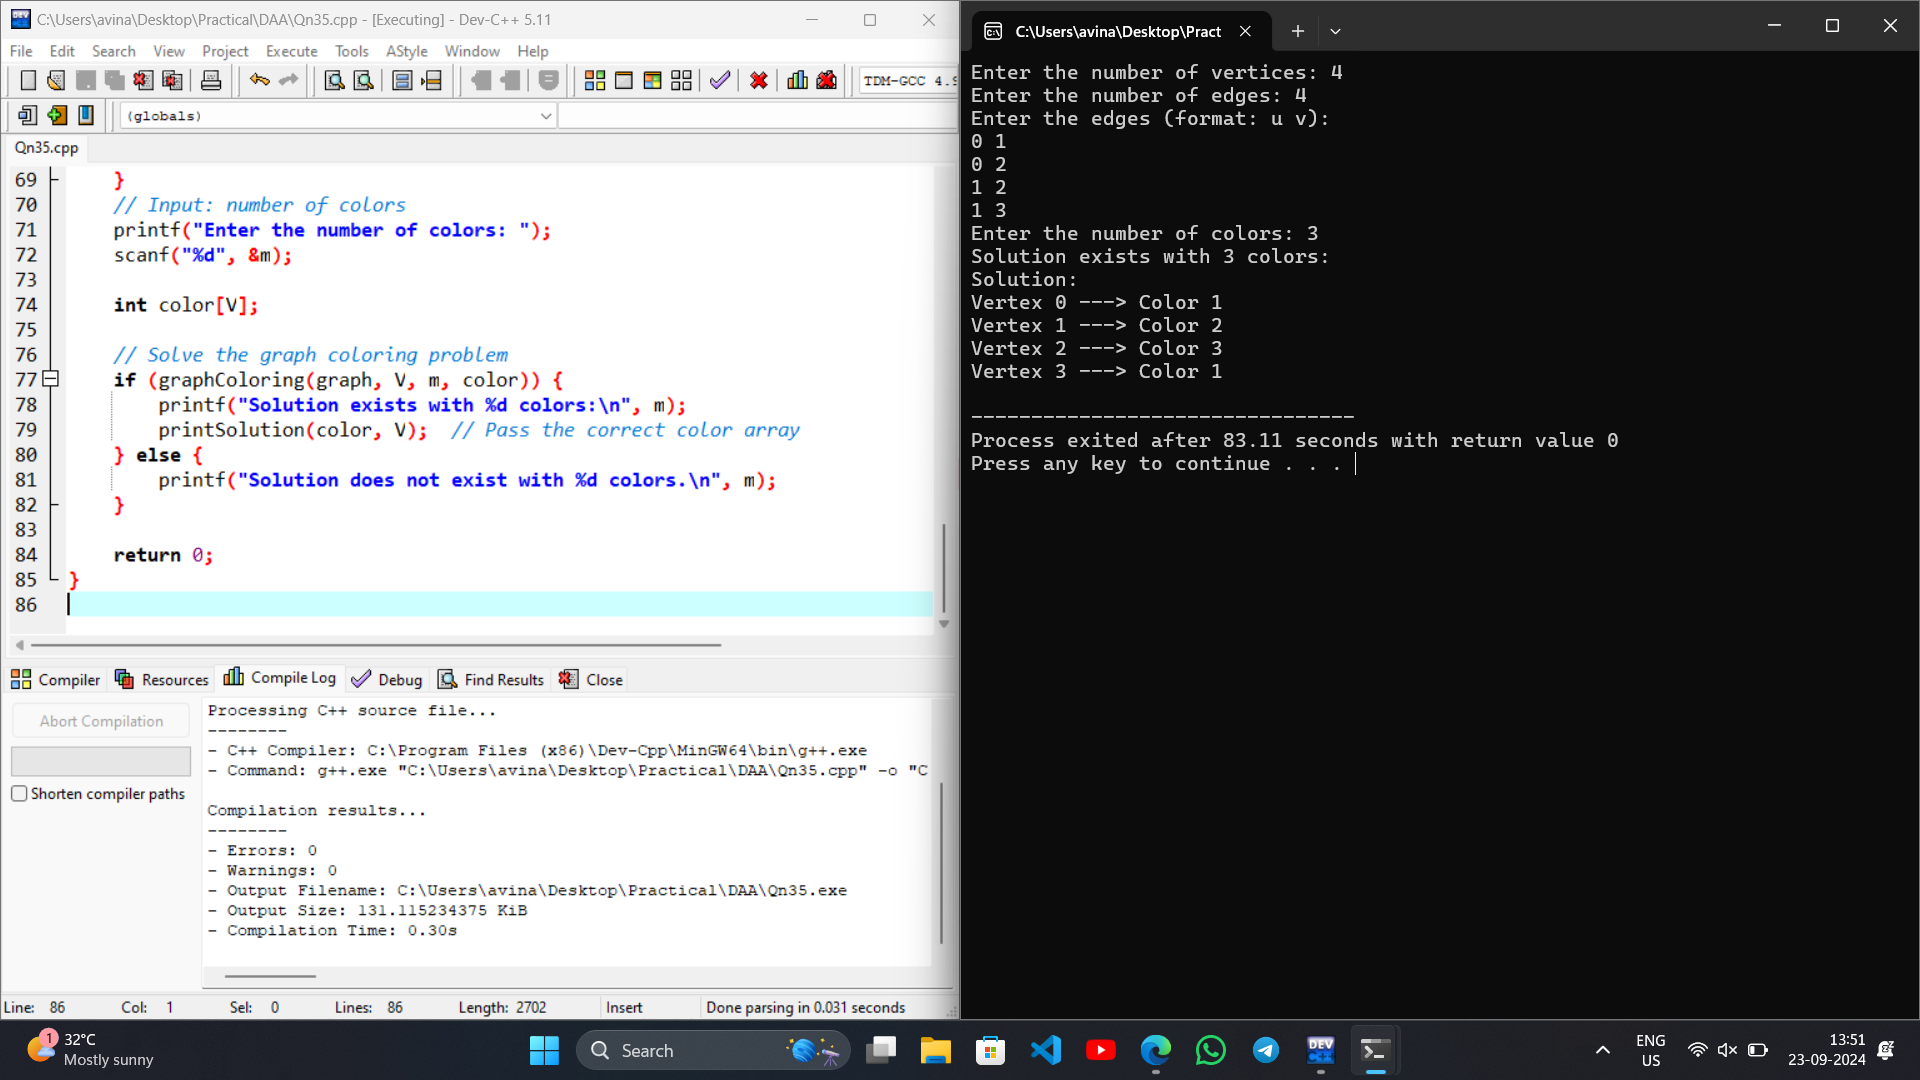 C:\Users\avina\Desktop\Practical\DAA\Qn35.cpp - [Executing] - Dev-C++ 5.11
File Edit Search View Project Execute Tools AStyle Window Help
TDM-GCC 4.9
(globals)
Qn35.cpp
69 }
70 // Input: number of colors
71 printf("Enter the number of colors: ");
72 scanf("%d", &m);
73
74 int color[V];
75
76 // Solve the graph coloring problem
77 if (graphColoring(graph, V, m, color)) {
78 printf("Solution exists with %d colors:\n", m);
79 printSolution(color, V);  // Pass the correct color array
80 } else {
81 printf("Solution does not exist with %d colors.\n", m);
82 }
83
84 return 0;
85 }
86
Compiler Resources Compile Log Debug Find Results Close
Abort Compilation
Shorten compiler paths
Processing C++ source file...
--------
- C++ Compiler: C:\Program Files (x86)\Dev-Cpp\MinGW64\bin\g++.exe
- Command: g++.exe "C:\Users\avina\Desktop\Practical\DAA\Qn35.cpp" -o "C
Compilation results...
--------
- Errors: 0
- Warnings: 0
- Output Filename: C:\Users\avina\Desktop\Practical\DAA\Qn35.exe
- Output Size: 131.115234375 KiB
- Compilation Time: 0.30s
Line: 86 Col: 1 Sel: 0 Lines: 86 Length: 2702 Insert Done parsing in 0.031 seconds
C:\Users\avina\Desktop\Pract
Enter the number of vertices: 4
Enter the number of edges: 4
Enter the edges (format: u v):
0 1
0 2
1 2
1 3
Enter the number of colors: 3
Solution exists with 3 colors:
Solution:
Vertex 0 ---> Color 1
Vertex 1 ---> Color 2
Vertex 2 ---> Color 3
Vertex 3 ---> Color 1
--------------------------------
Process exited after 83.11 seconds with return value 0
Press any key to continue . . .
1
32°C
Mostly sunny
Search
DEV
C++
ENG
US
13:51
23-09-2024